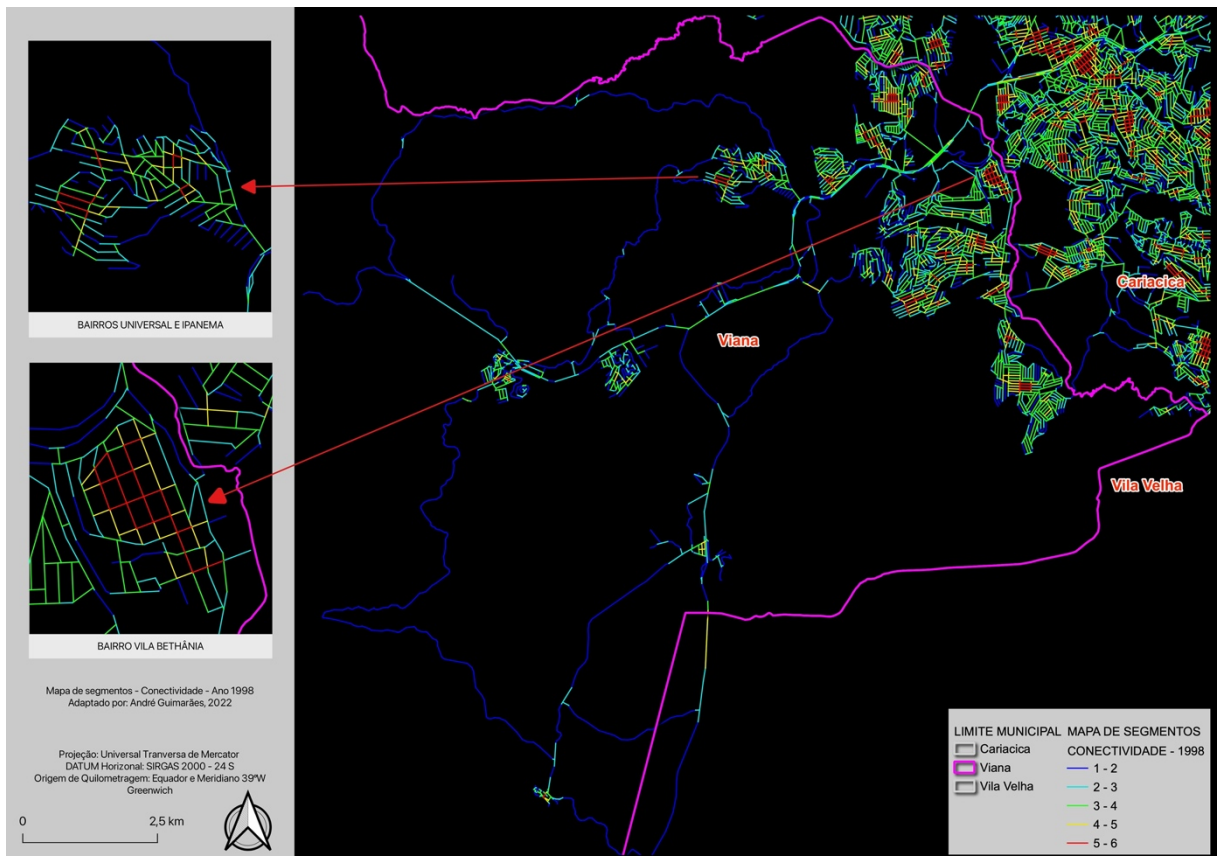 BAIRROS UNIVERSAL E IPANEMA
BAIRRO VILA BETHÂNIA
Mapa de segmentos - Conectividade - Ano 1998
Adaptado por: André Guimarães, 2022
Projeção: Universal Tranversa de Mercator
DATUM Horizonal: SIRGAS 2000 - 24 S
Origem de Quilometragem: Equador e Meridiano 39ºW
Greenwich
0 2,5 km
Cariacica
Viana
Vila Velha
LIMITE MUNICIPAL
Cariacica
Viana
Vila Velha
MAPA DE SEGMENTOS
CONECTIVIDADE - 1998
1 - 2
2 - 3
3 - 4
4 - 5
5 - 6